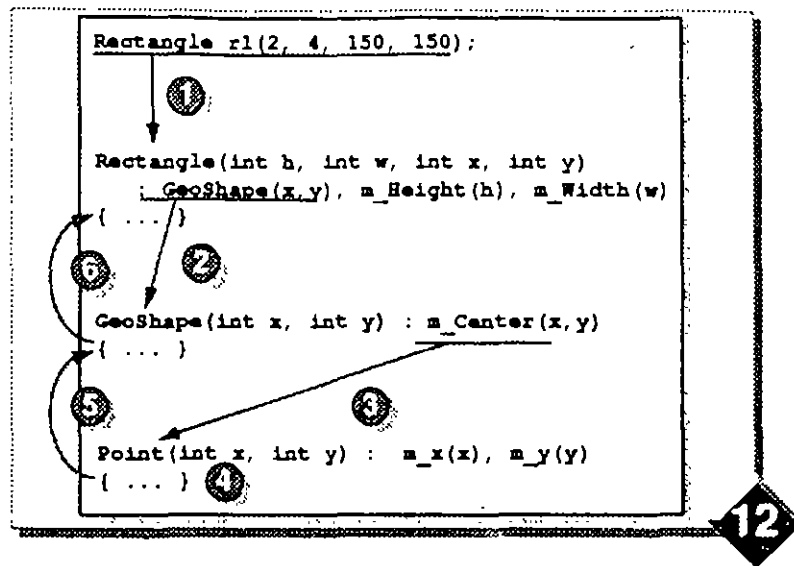 Rectangle r1(2, 4, 150, 150);
1
Rectangle(int h, int w, int x, int y)
: GeoShape(x,y), m_Height(h), m_Width(w)
{ ... }
6 2
GeoShape(int x, int y) : m_Center(x,y)
{ ... }
5 3
Point(int x, int y) : m_x(x), m_y(y)
{ ... } 4
12